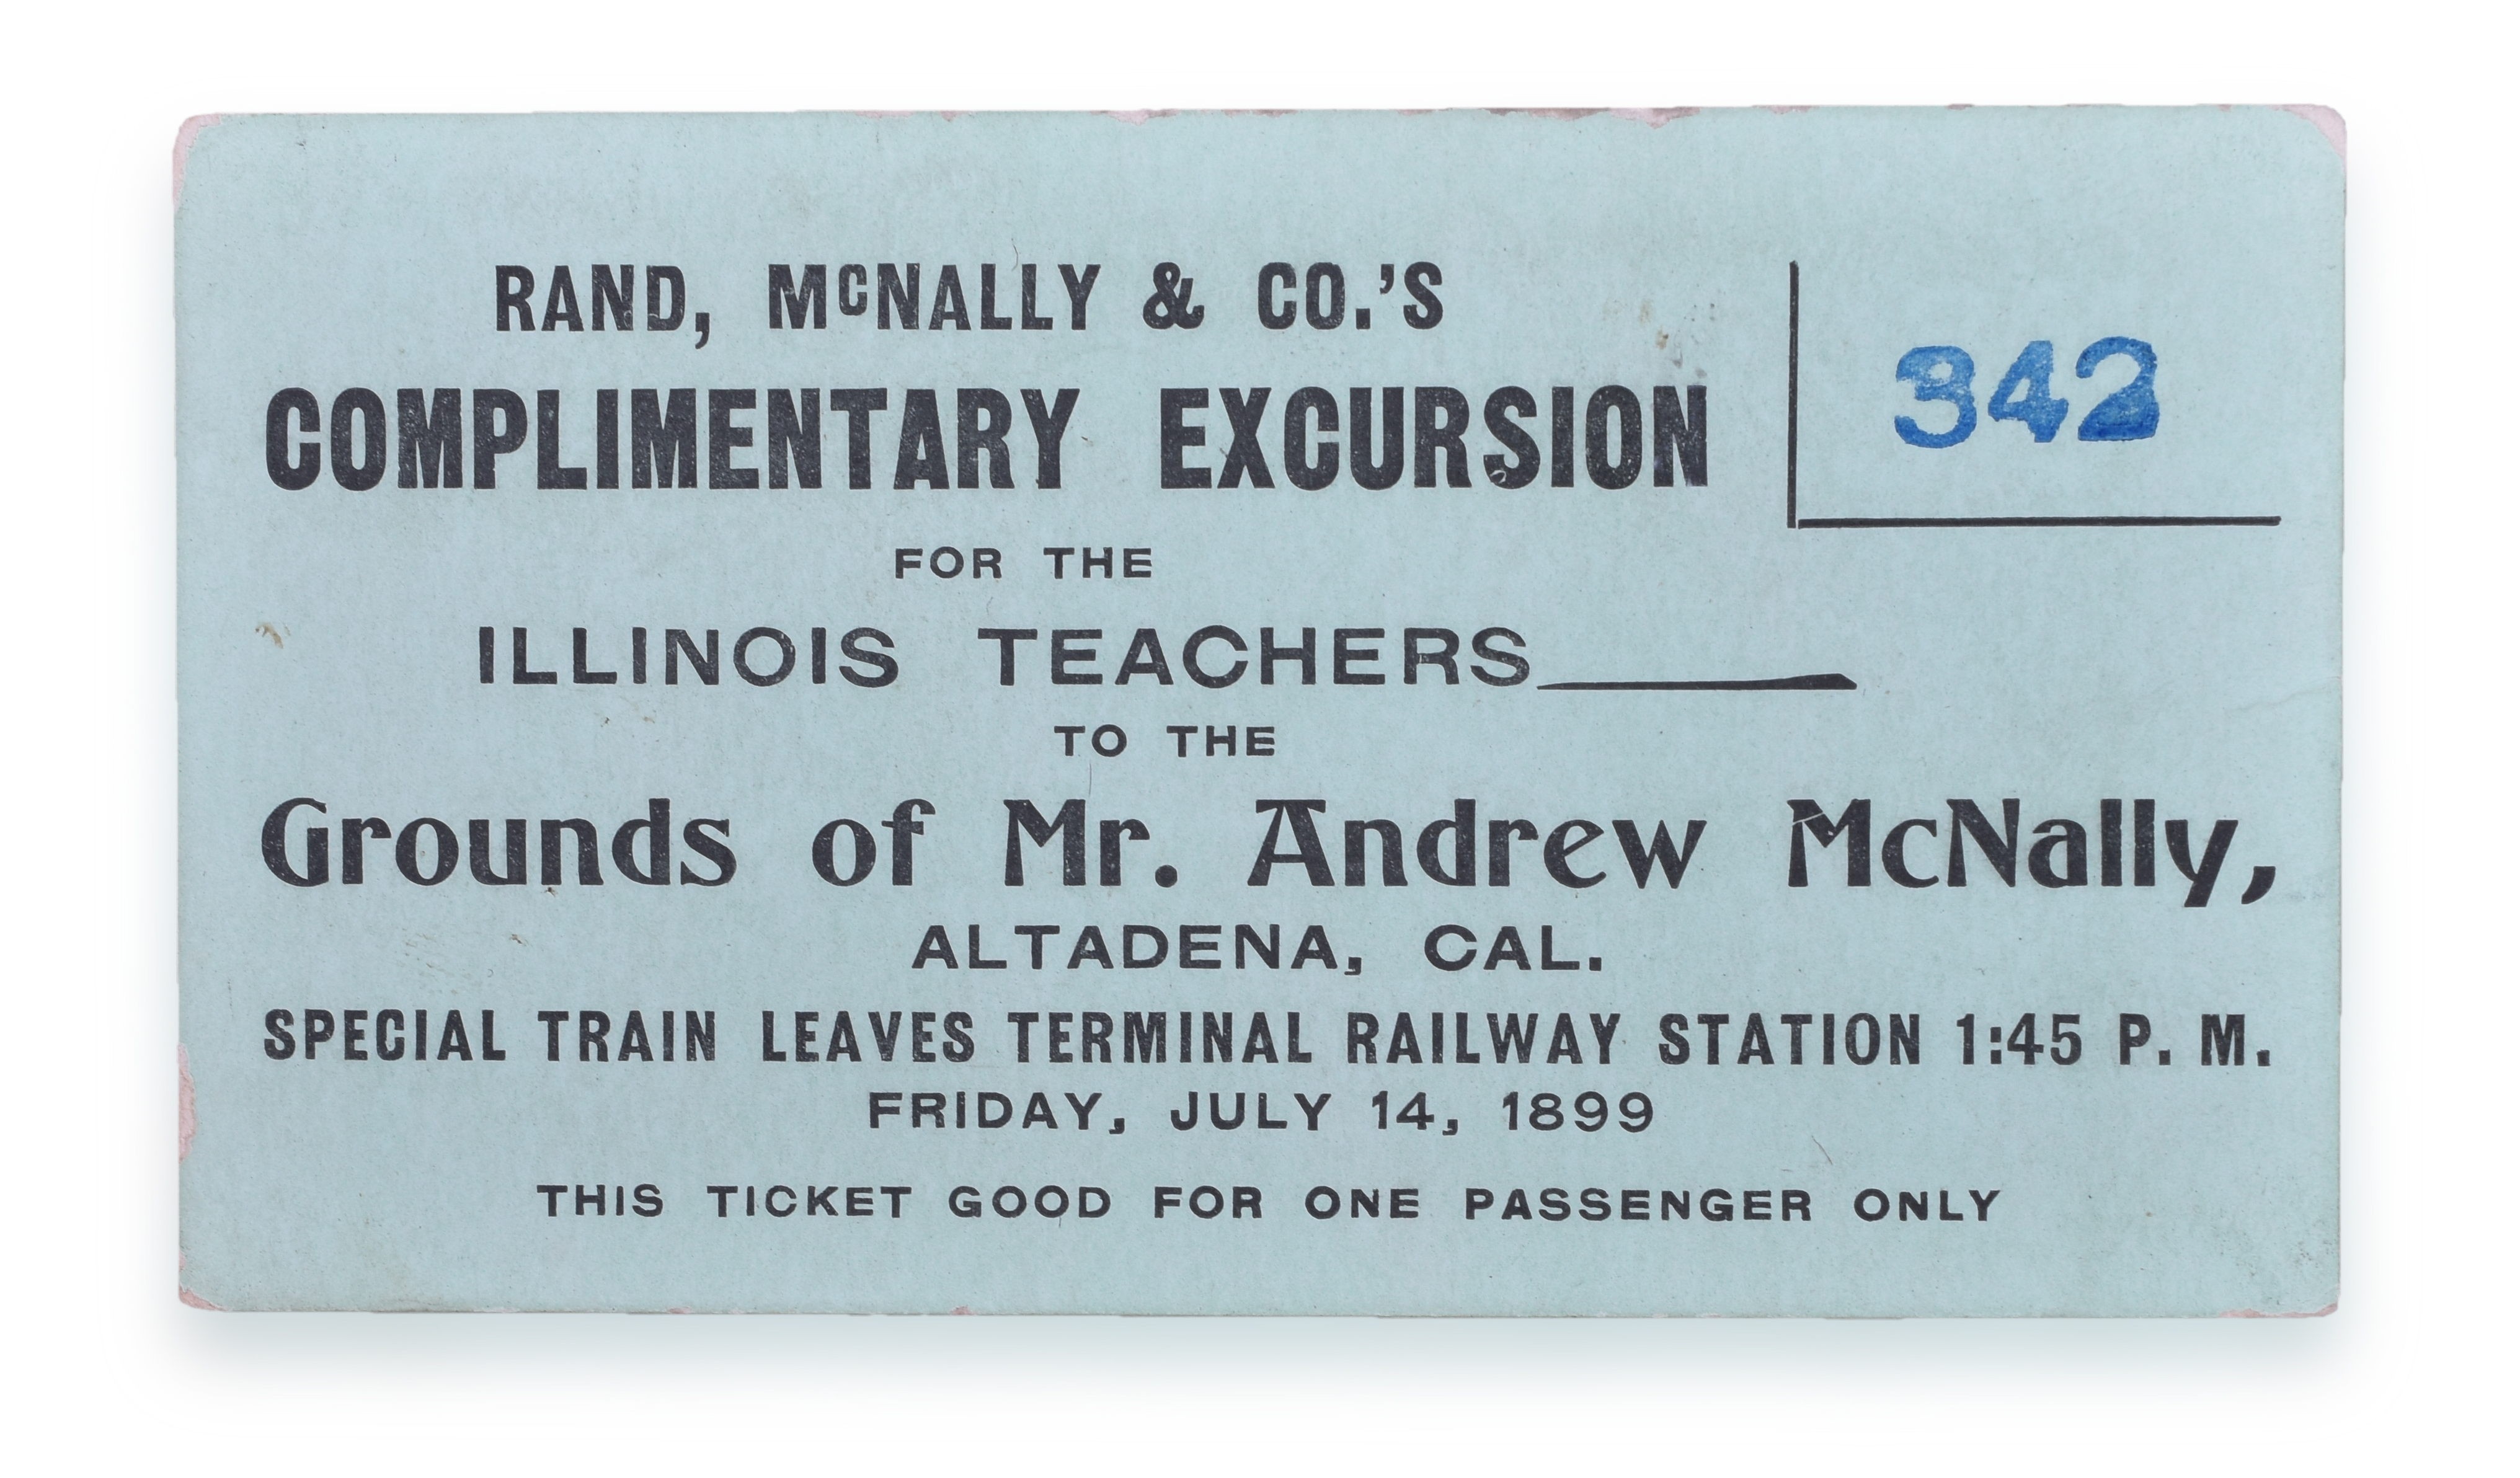 RAND, McNALLY & CO.'S
342
COMPLIMENTARY EXCURSION
FOR THE
ILLINOIS TEACHERS
TO THE
Grounds of Mr. Andrew McNally,
ALTADENA, CAL.
SPECIAL TRAIN LEAVES TERMINAL RAILWAY STATION 1:45 P. M.
FRIDAY, JULY 14, 1899
THIS TICKET GOOD FOR ONE PASSENGER ONLY